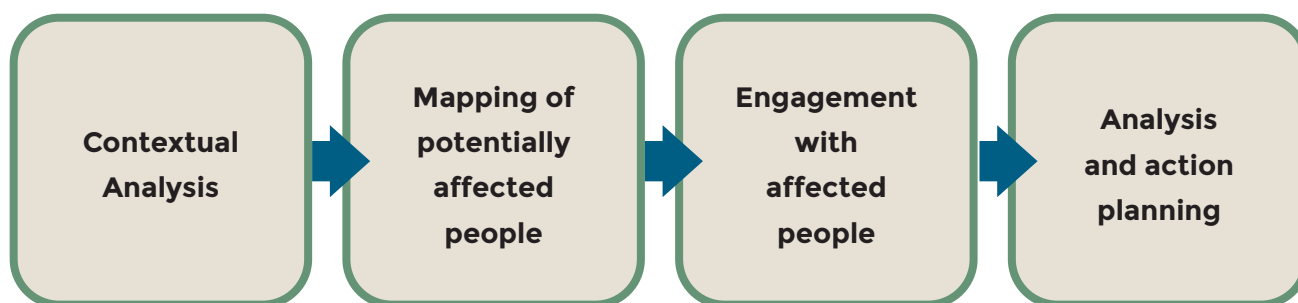 Contextual
Analysis
Mapping of
potentially
affected
people
Engagement
with
affected
people
Analysis
and action
planning